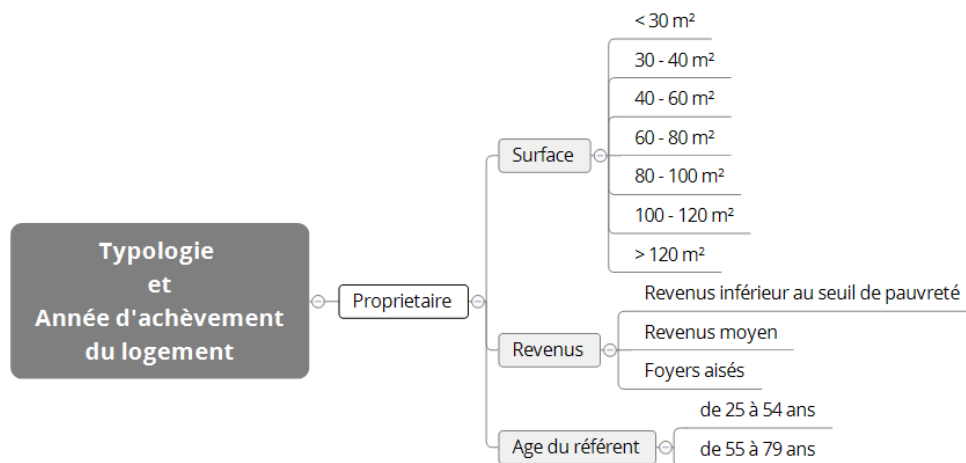 Typologie
et
Année d'achèvement
du logement
Proprietaire
Surface
< 30 m²
30 - 40 m²
40 - 60 m²
60 - 80 m²
80 - 100 m²
100 - 120 m²
> 120 m²
Revenus
Revenus inférieur au seuil de pauvreté
Revenus moyen
Foyers aisés
Age du référent
de 25 à 54 ans
de 55 à 79 ans